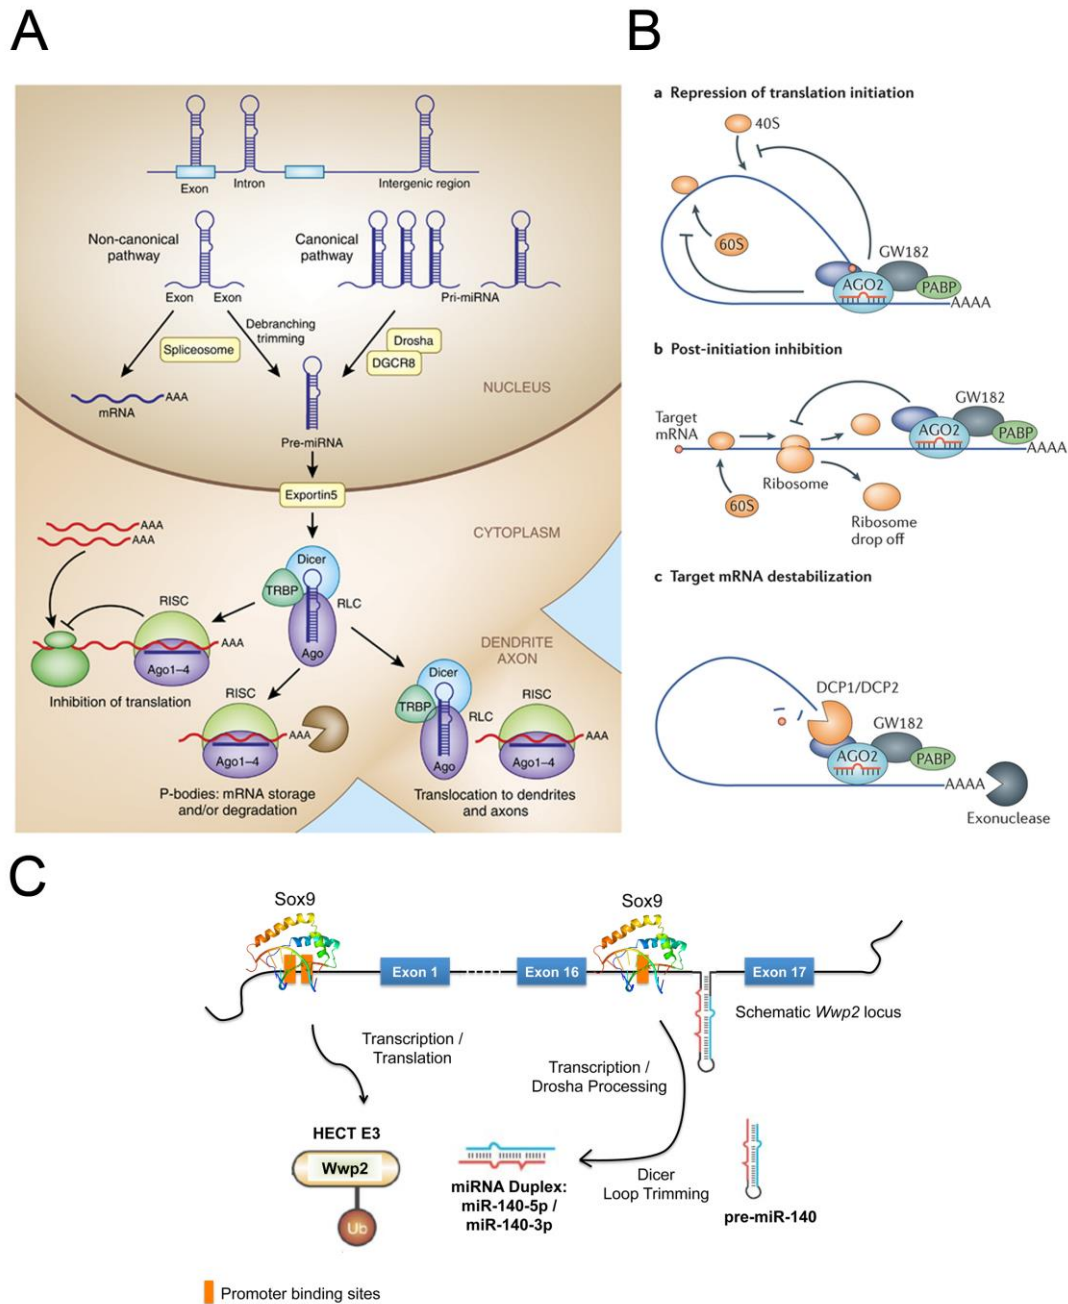 A
Exon
Intron
Intergenic region
Non-canonical
pathway
Canonical
pathway
Exon
Exon
Pri-miRNA
Debranching
trimming
Spliceosome
Drosha
DGCR8
NUCLEUS
AAA
mRNA
Pre-miRNA
Exportin5
CYTOPLASM
AAA
AAA
Dicer
TRBP
RLC
Ago
RISC
AAA
Ago1–4
Inhibition of translation
DENDRITE
AXON
RISC
AAA
Ago1–4
P-bodies: mRNA storage
and/or degradation
Dicer
TRBP
RLC
Ago
RISC
AAA
Ago1–4
Translocation to dendrites
and axons
B
a Repression of translation initiation
40S
60S
GW182
AGO2
PABP
AAAA
b Post-initiation inhibition
Target
mRNA
GW182
AGO2
PABP
AAAA
Ribosome
60S
Ribosome
drop off
c Target mRNA destabilization
DCP1/DCP2
GW182
AGO2
PABP
AAAA
Exonuclease
C
Sox9
Sox9
Exon 1
Exon 16
Exon 17
Schematic Wwp2 locus
Transcription /
Translation
Transcription /
Drosha Processing
HECT E3
Wwp2
Ub
miRNA Duplex:
miR-140-5p /
miR-140-3p
Dicer
Loop Trimming
pre-miR-140
Promoter binding sites